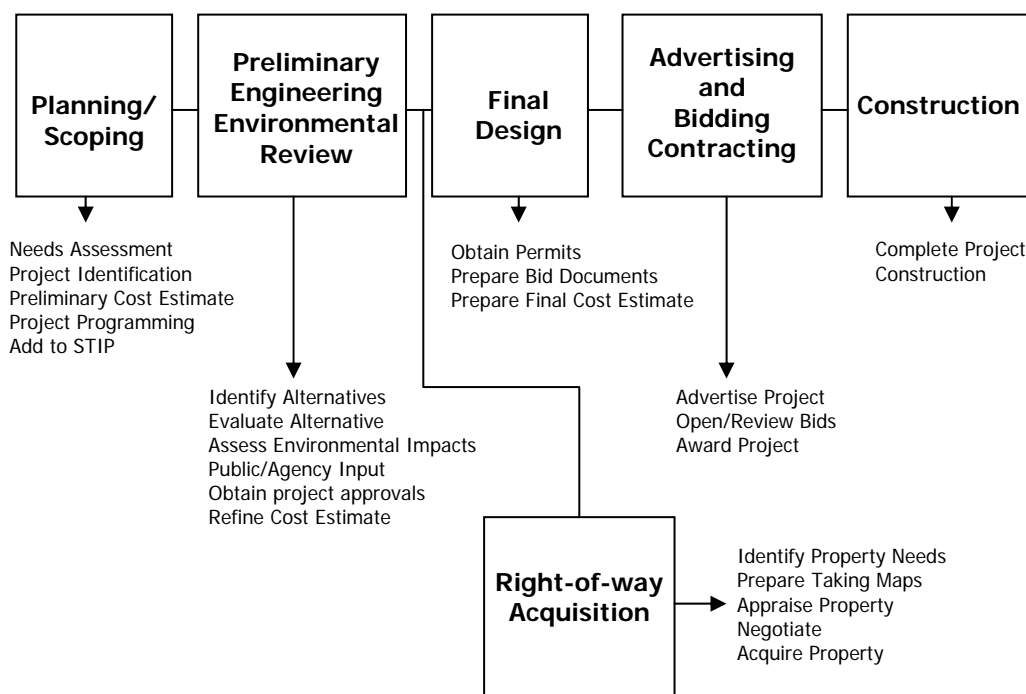 Planning/
Scoping
Preliminary
Engineering
Environmental
Review
Final
Design
Advertising
and
Bidding
Contracting
Construction
Needs Assessment
Project Identification
Preliminary Cost Estimate
Project Programming
Add to STIP
Identify Alternatives
Evaluate Alternative
Assess Environmental Impacts
Public/Agency Input
Obtain project approvals
Refine Cost Estimate
Obtain Permits
Prepare Bid Documents
Prepare Final Cost Estimate
Advertise Project
Open/Review Bids
Award Project
Complete Project
Construction
Right-of-way
Acquisition
Identify Property Needs
Prepare Taking Maps
Appraise Property
Negotiate
Acquire Property